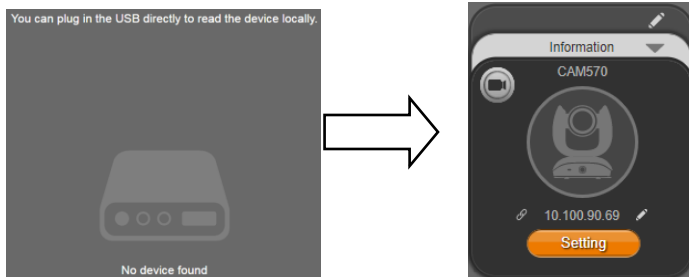 You can plug in the USB directly to read the device locally.
No device found
Information
CAM570
10.100.90.69
Setting